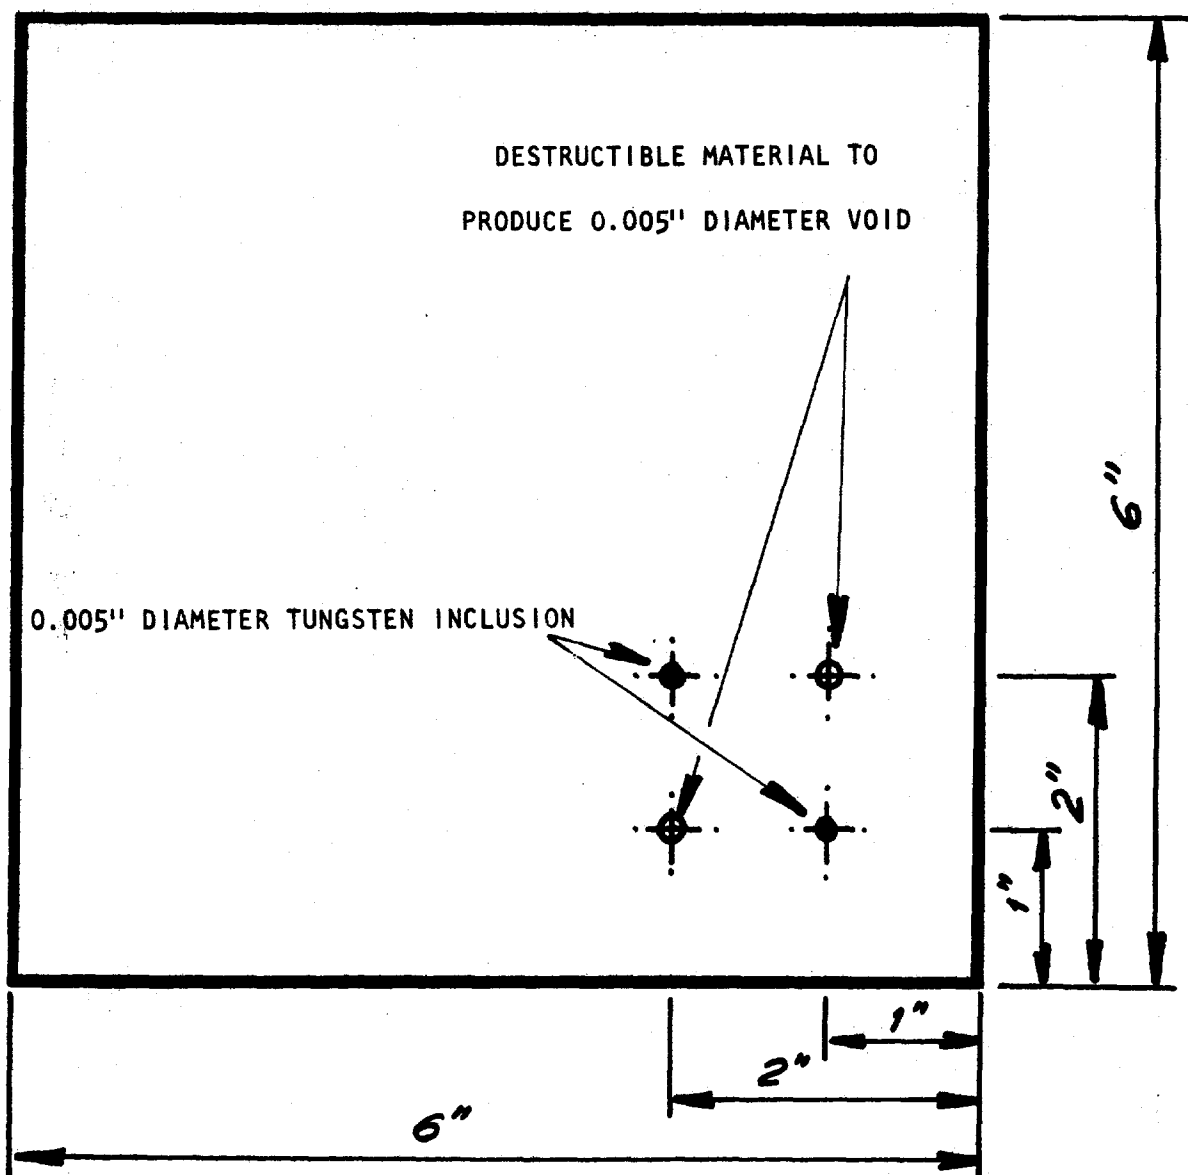 DESTRUCTIBLE MATERIAL TO
PRODUCE 0.005" DIAMETER VOID
0.005" DIAMETER TUNGSTEN INCLUSION
6"
2"
1"
1"
2"
6"